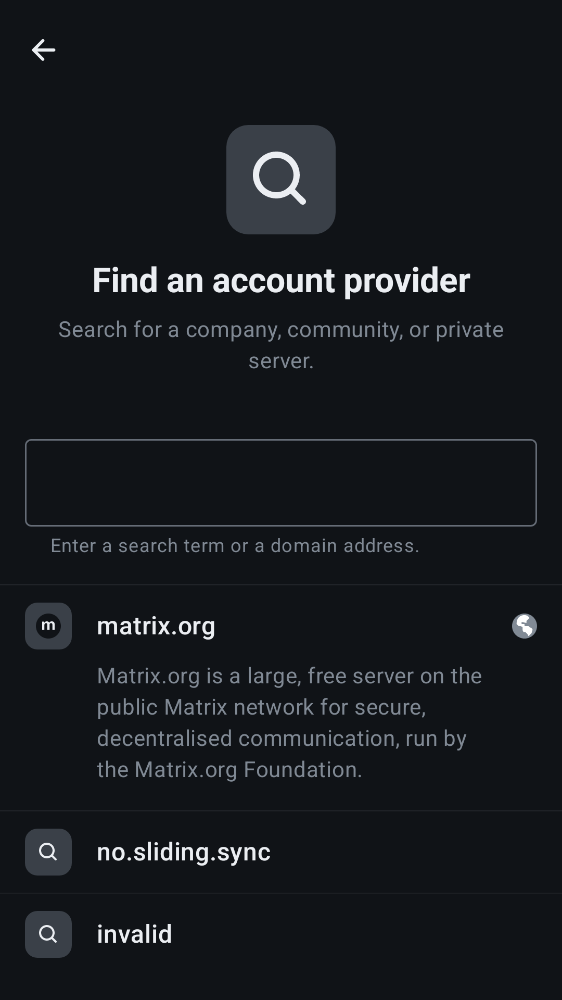 Find an account provider
Search for a company, community, or private
server.
Enter a search term or a domain address.
m
matrix.org
Matrix.org is a large, free server on the
public Matrix network for secure,
decentralised communication, run by
the Matrix.org Foundation.
no.sliding.sync
invalid